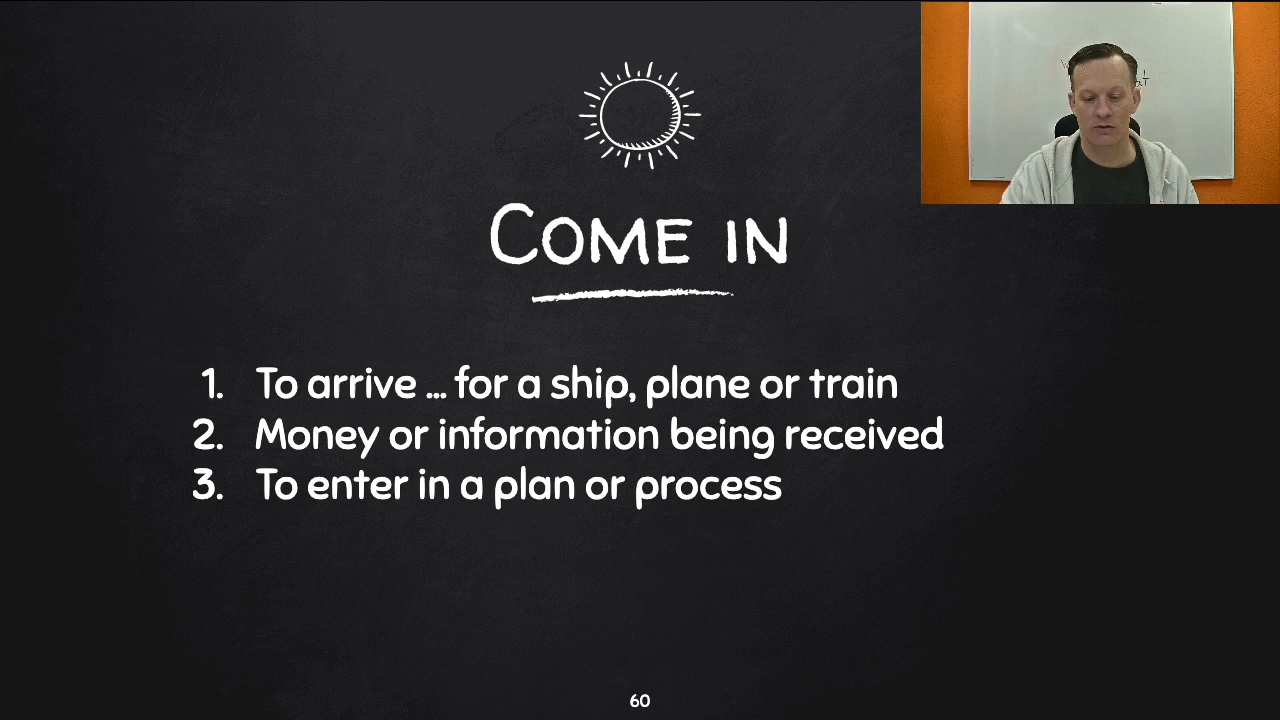 Come in
1. To arrive ... for a ship, plane or train
2. Money or information being received
3. To enter in a plan or process
60